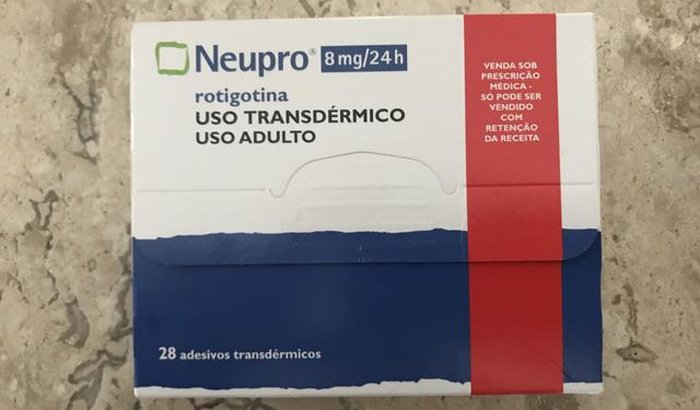 Neupro® 8 mg/24 h
rotigotina
USO TRANSDÉRMICO
USO ADULTO
VENDA SOB
PRESCRIÇÃO
MÉDICA -
SÓ PODE SER
VENDIDO
COM
RETENÇÃO
DA RECEITA
28 adesivos transdérmicos